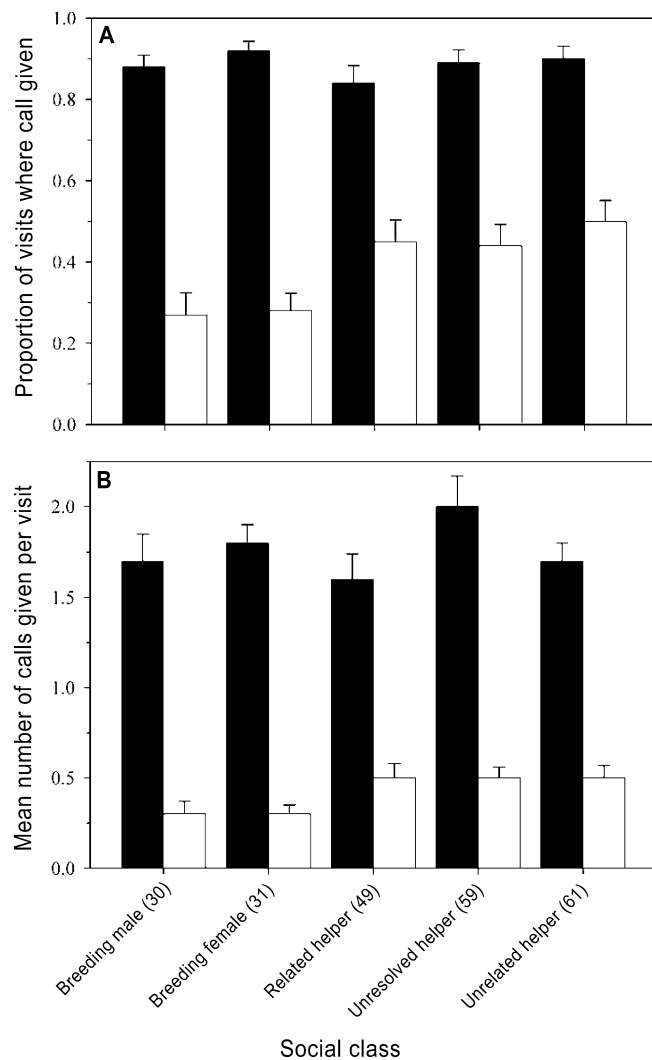 A
Proportion of visits where call given
1.0
0.8
0.6
0.4
0.2
0.0
B
Mean number of calls given per visit
2.0
1.5
1.0
0.5
0.0
Breeding male (30)
Breeding female (31)
Related helper (49)
Unresolved helper (59)
Unrelated helper (61)
Social class